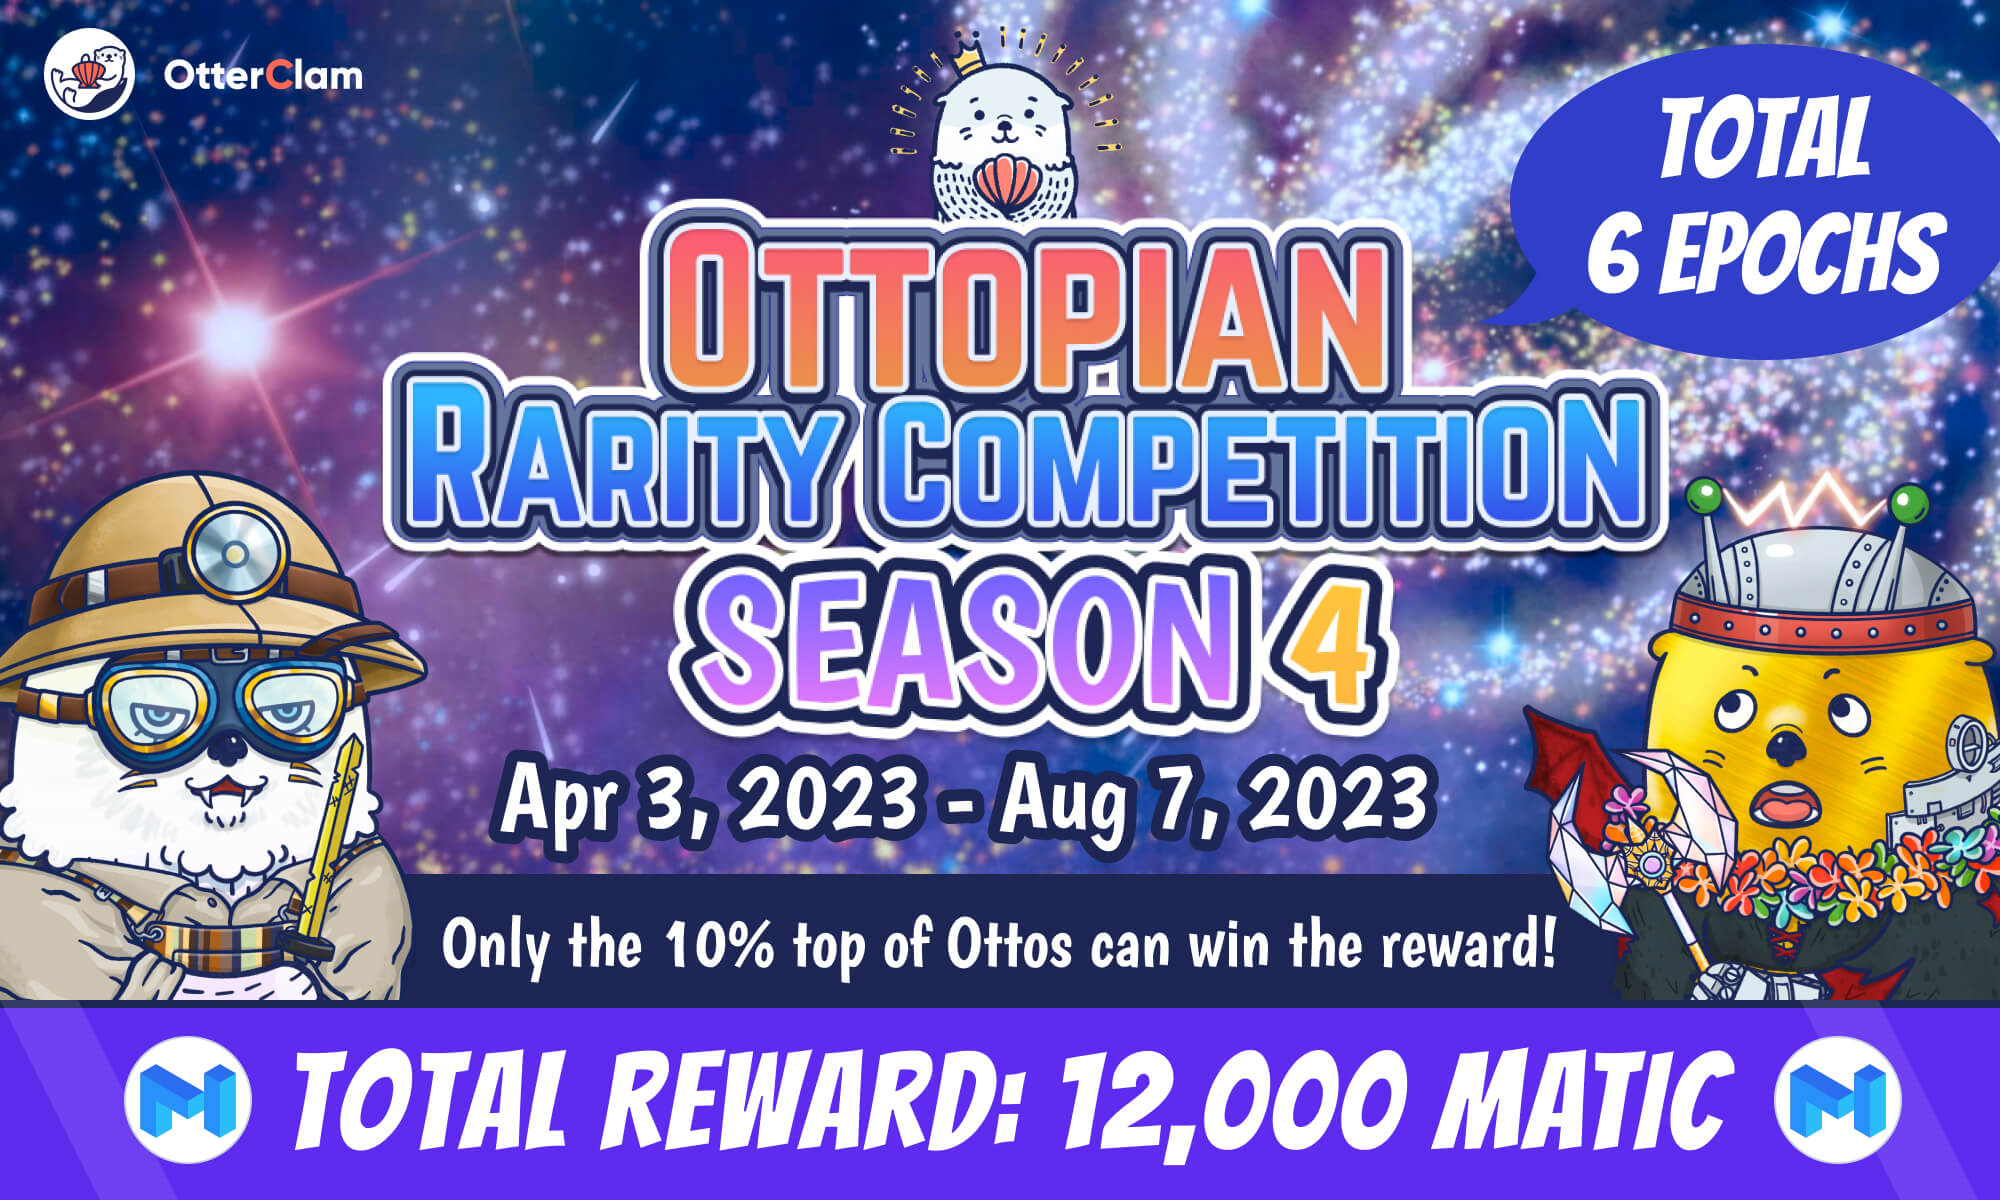 OtterClam
TOTAL
6 EPOCHS
OTTOPIAN
RARITY COMPETITION
SEASON 4
Apr 3, 2023 - Aug 7, 2023
Only the 10% top of Ottos can win the reward!
TOTAL REWARD: 12,000 MATIC